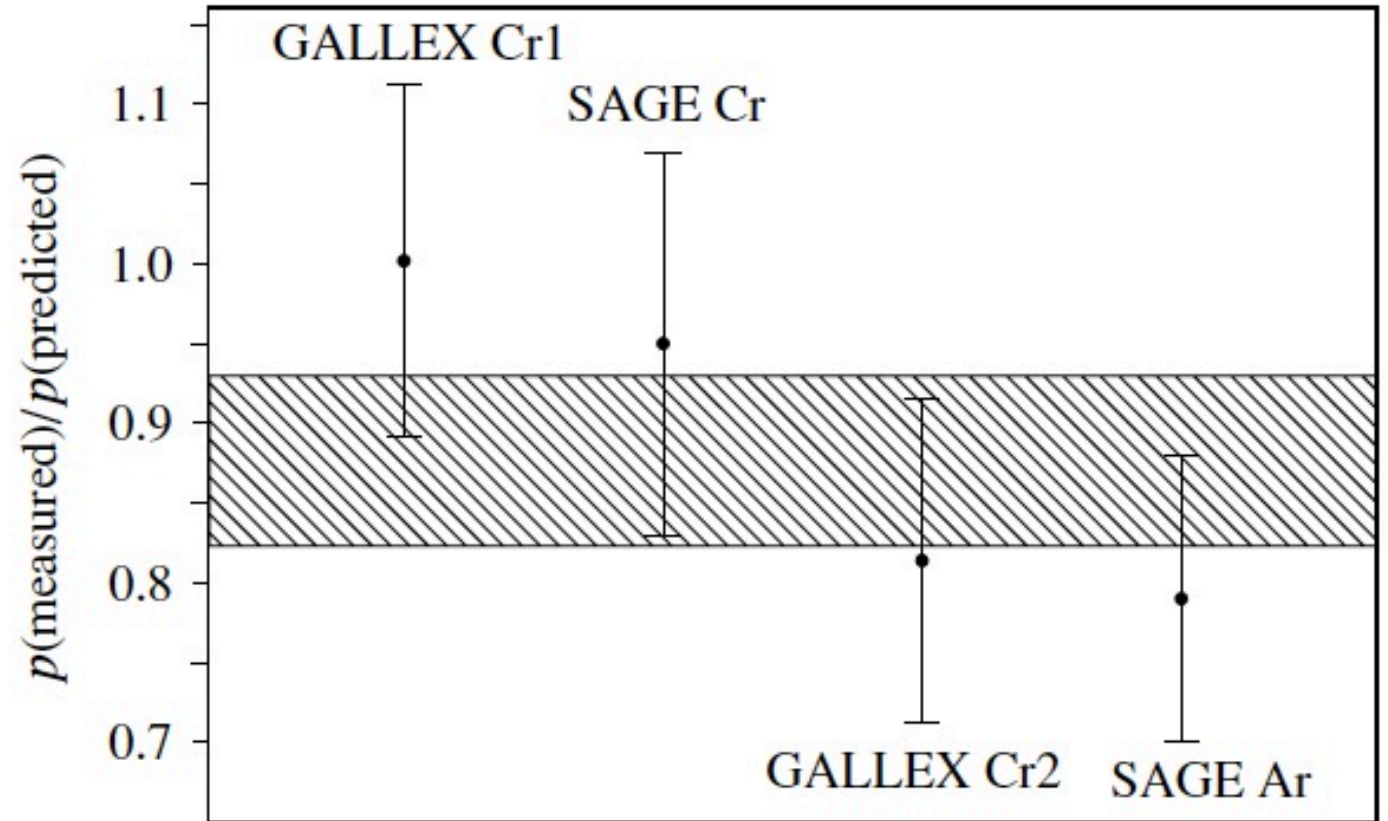 GALLEX Cr1
SAGE Cr
1.1
1.0
0.9
0.8
0.7
p(measured)/p(predicted)
GALLEX Cr2
SAGE Ar